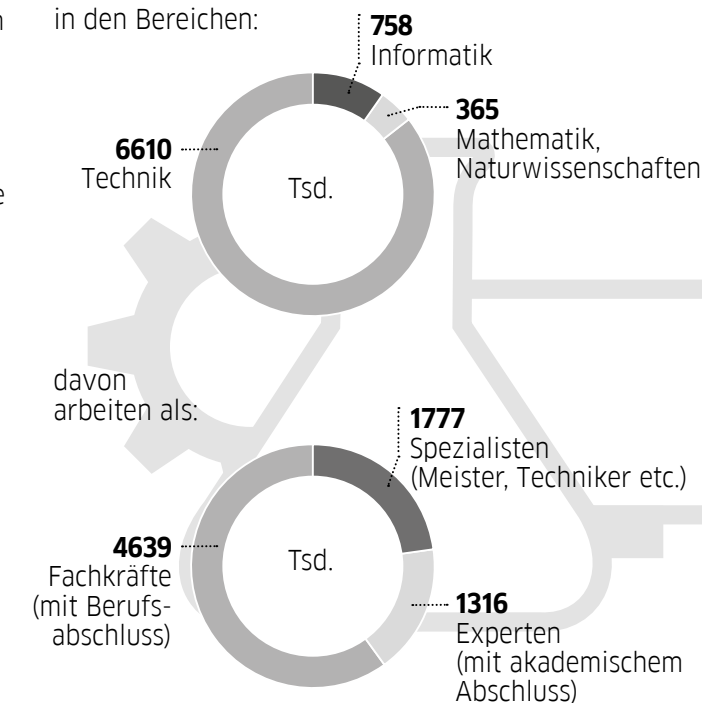 in den Bereichen:
758
Informatik
365
Mathematik,
Naturwissenschaften
6610
Technik
Tsd.
davon
arbeiten als:
1777
Spezialisten
(Meister, Techniker etc.)
4639
Fachkräfte
(mit Berufs-
abschluss)
Tsd.
1316
Experten
(mit akademischem
Abschluss)